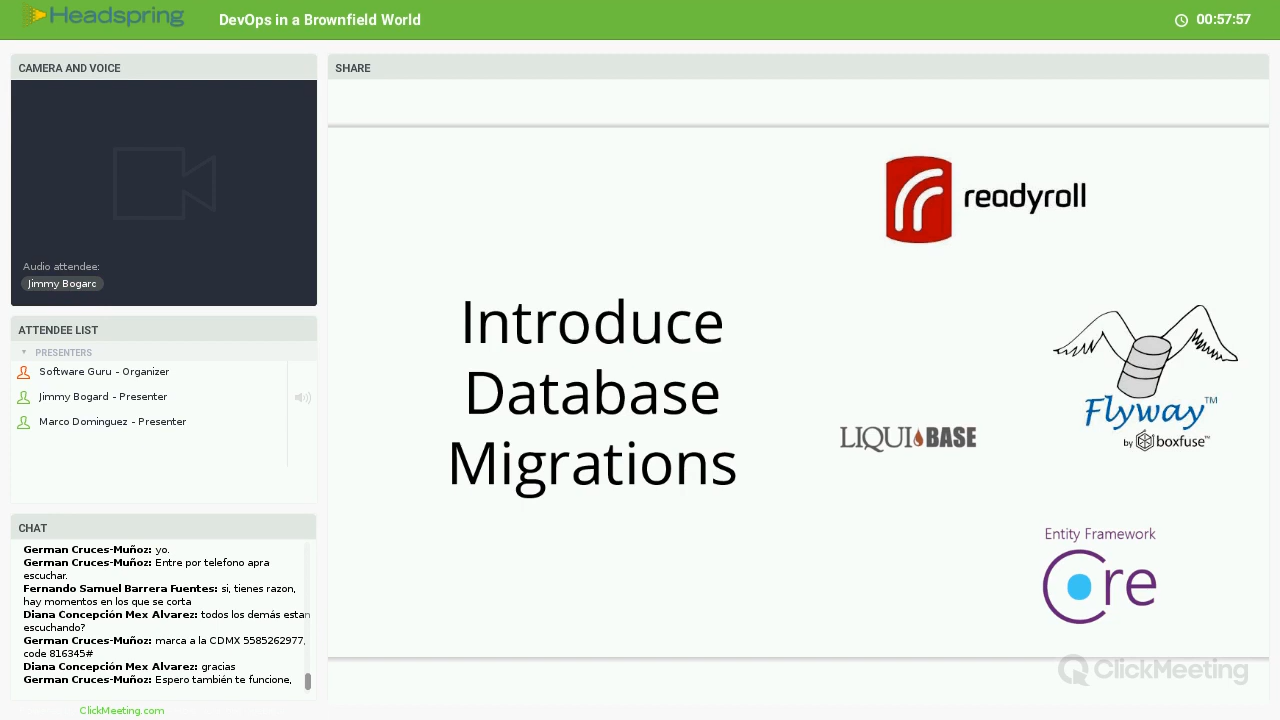 Headspring
DevOps in a Brownfield World
00:57:57
CAMERA AND VOICE
Audio attendee:
Jimmy Bogarc
ATTENDEE LIST
PRESENTERS
Software Guru - Organizer
Jimmy Bogard - Presenter
Marco Dominguez - Presenter
CHAT
German Cruces-Muñoz: yo.
German Cruces-Muñoz: Entre por telefono apra
escuchar.
Fernando Samuel Barrera Fuentes: si, tienes razon,
hay momentos en los que se corta
Diana Concepción Mex Alvarez: todos los demás estan
escuchando?
German Cruces-Muñoz: marca a la CDMX 5585262977,
code 816345#
Diana Concepción Mex Alvarez: gracias
German Cruces-Muñoz: Espero también te funcione,
ClickMeeting.com
SHARE
Introduce
Database
Migrations
readyroll
Flyway™
by boxfuse™
LIQUIBASE
Entity Framework
Core
ClickMeeting